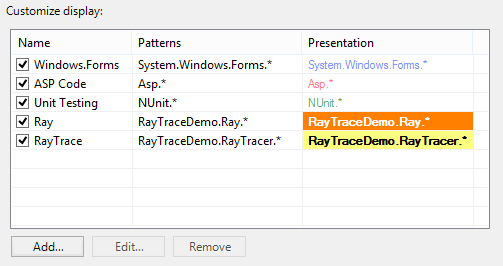 Customize display:
Name Patterns Presentation
Windows.Forms System.Windows.Forms.* System.Windows.Forms.*
ASP Code Asp.* Asp.*
Unit Testing NUnit.* NUnit.*
Ray RayTraceDemo.Ray.* RayTraceDemo.Ray.*
RayTrace RayTraceDemo.RayTracer.* RayTraceDemo.RayTracer.*
Add... Edit... Remove